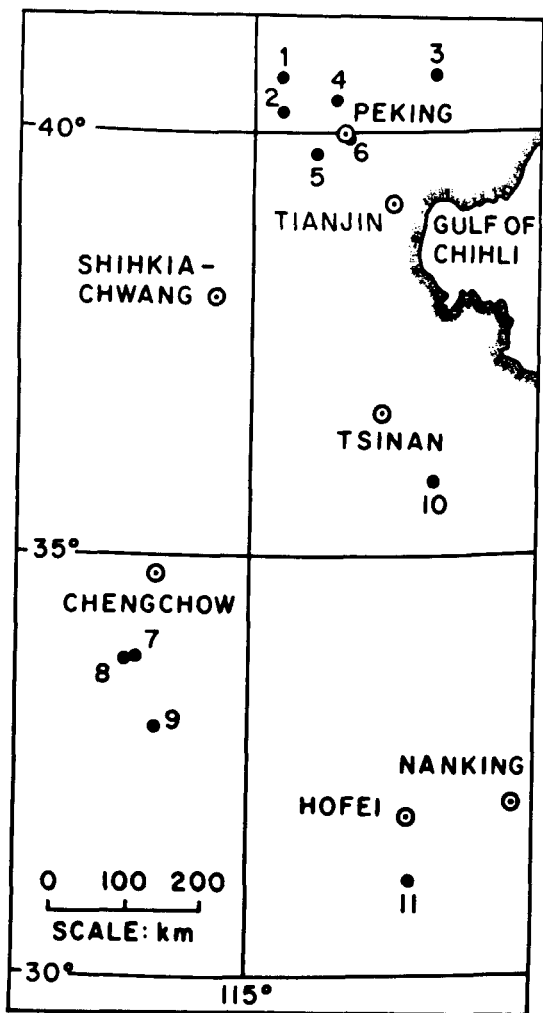 1
3
4
2
PEKING
40°
6
5
TIANJIN
GULF OF
CHIHLI
SHIHKIA-
CHWANG
TSINAN
10
35°
CHENGCHOW
7
8
9
NANKING
HOFEI
0 100 200
11
SCALE: km
30°
115°